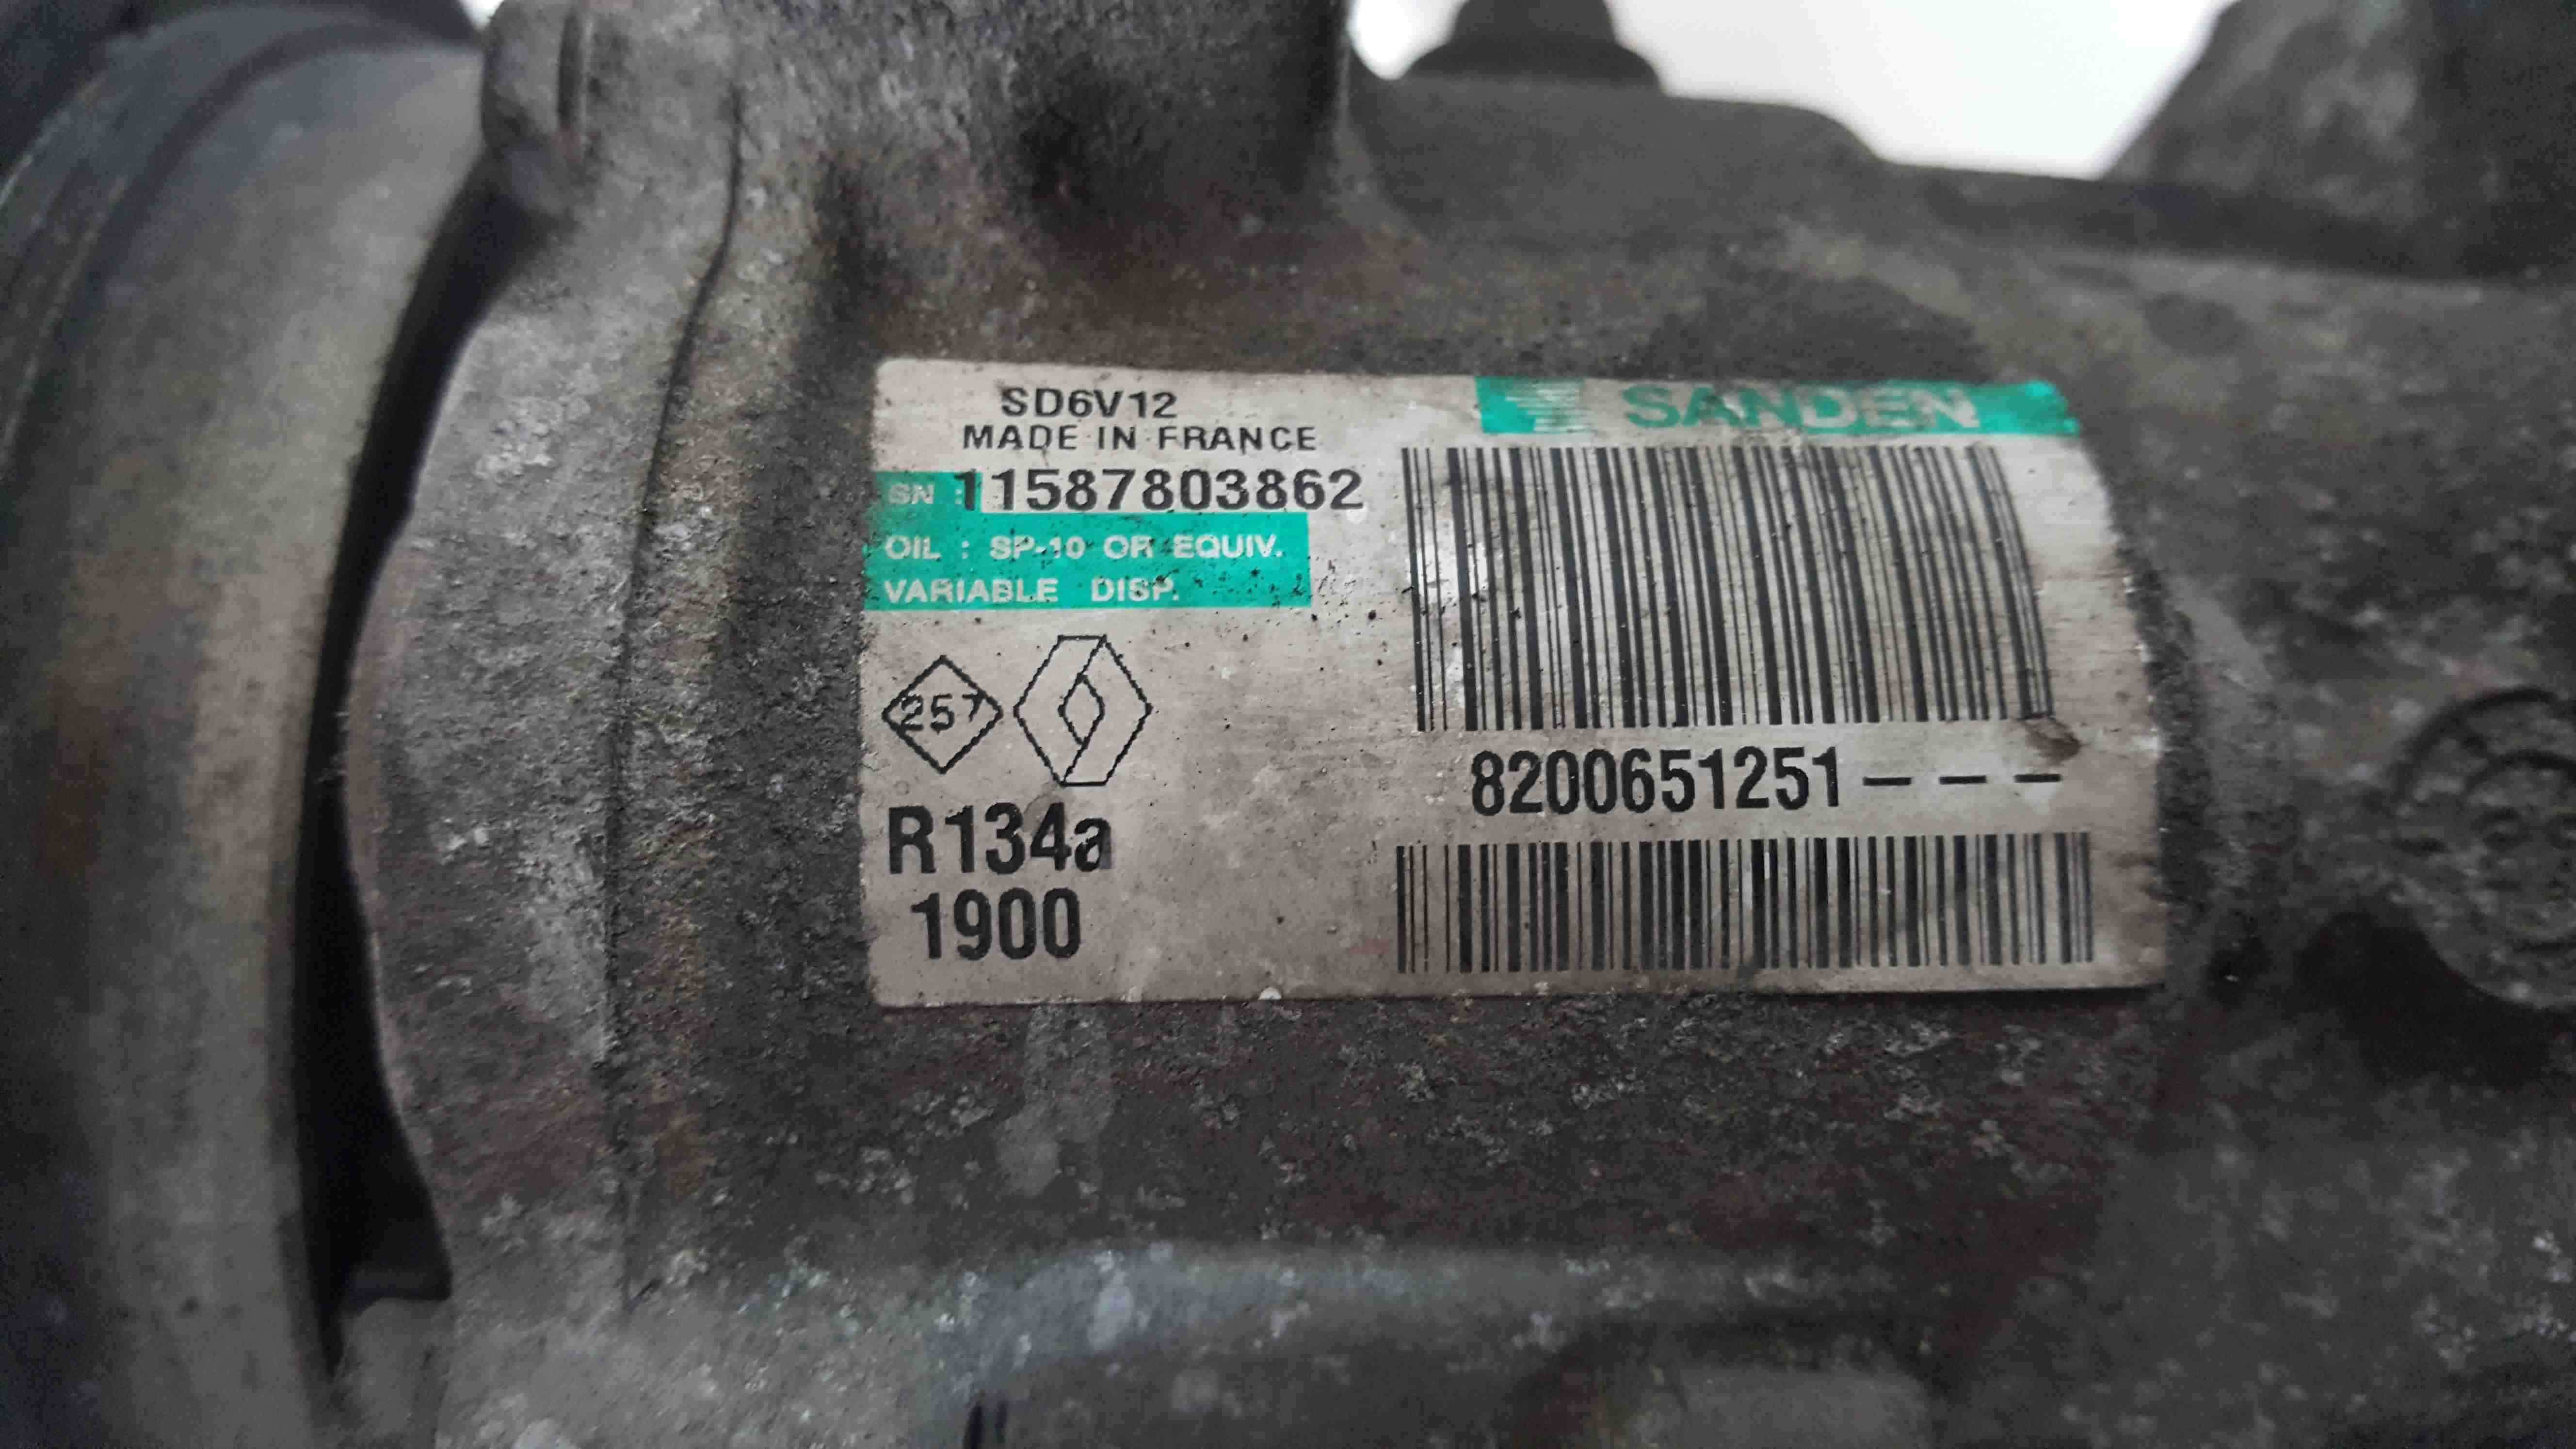 SD6V12
MADE IN FRANCE
SANDEN
SN : 11587803862
OIL : SP-10 OR EQUIV.
VARIABLE DISP.
257
8200651251---
R134a
1900